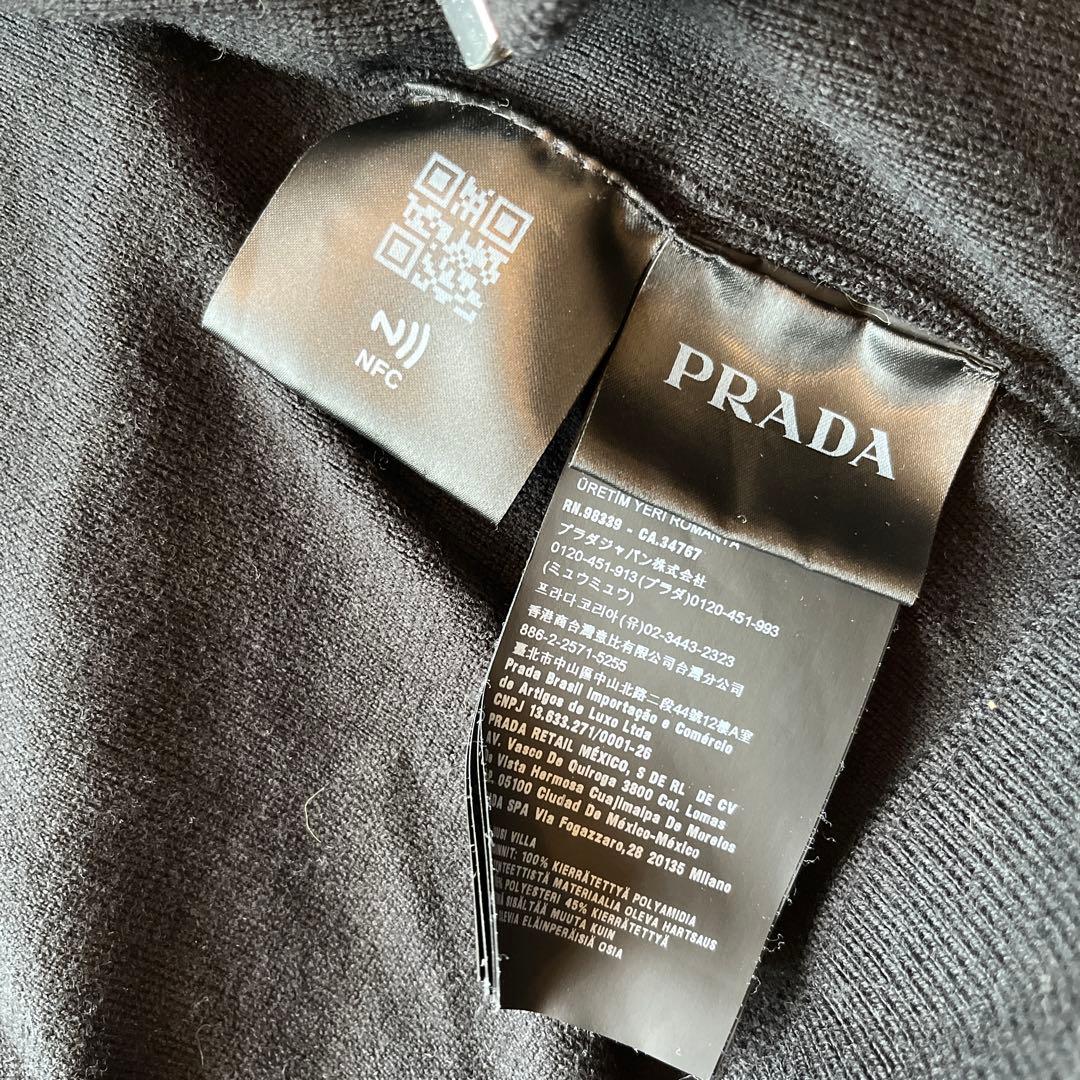 NFC
PRADA
ÜRETİM YERİ ROMANYA
RN.98339 - CA.34767
プラダジャパン株式会社
0120-451-913(プラダ)0120-451-993
(ミュウミュウ)
프라다코리아(유)02-3443-2323
香港商台灣意比有限公司台灣分公司
886-2-2571-5255
臺北市中山區中山北路二段44號12樓A室
Prada Brasil Importação e Comércio
de Artigos de Luxo Ltda
CNPJ 13.633.271/0001-26
PRADA RETAIL MÉXICO, S DE RL DE CV
AV. Vasco De Quiroga 3800 Col. Lomas
Vista Hermosa Cuajimalpa De Morelos
05100 Ciudad De México-México
SPA Via Fogazzaro,28 20135 Milano
VILLA
100% KIERRÄTETTYÄ POLYAMIDIA
MATERIAALIA OLEVA HARTSAUS
POLYESTERI 45% KIERRÄTETTYÄ
SISÄLTÄÄ MUUTA KUIN
ELÄINPERÄISIÄ OSIA